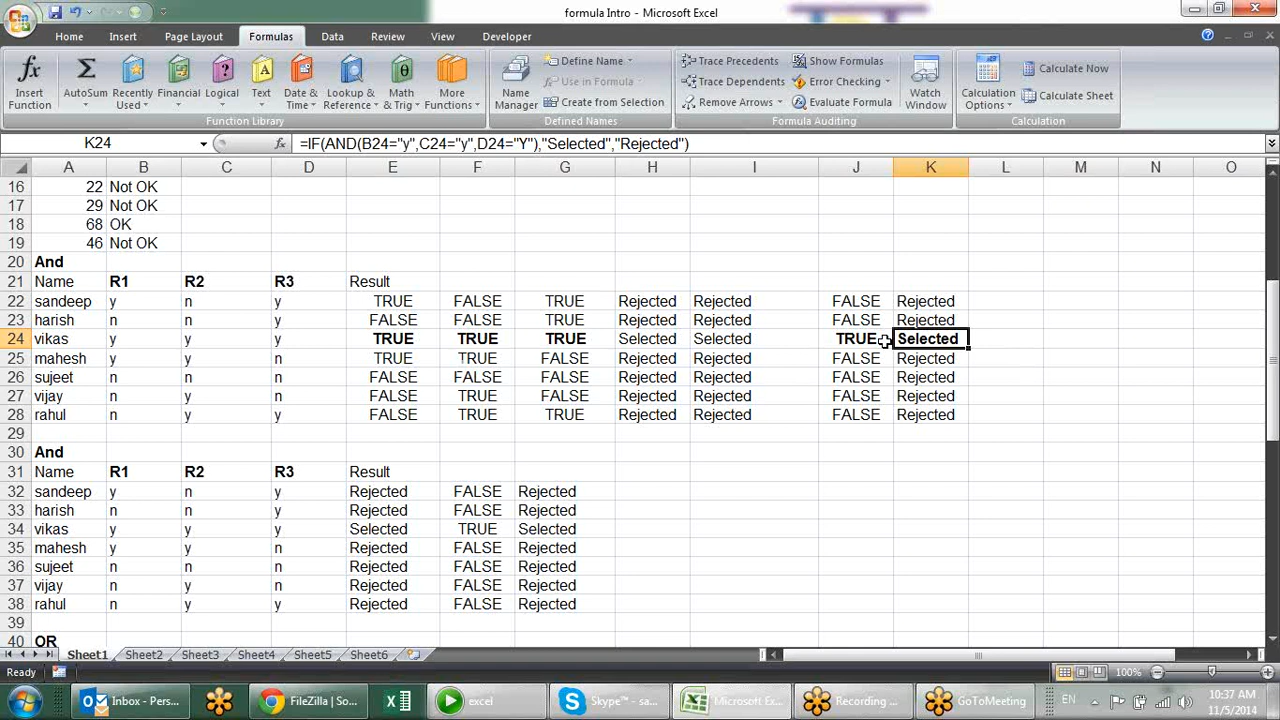 formula Intro - Microsoft Excel
Home Insert Page Layout Formulas Data Review View Developer
Insert Function
AutoSum
Recently Used
Financial
Logical
Text
Date & Time
Lookup & Reference
Math & Trig
More Functions
Function Library
Name Manager
Define Name
Use in Formula
Create from Selection
Defined Names
Trace Precedents
Trace Dependents
Remove Arrows
Show Formulas
Error Checking
Evaluate Formula
Formula Auditing
Watch Window
Calculation Options
Calculate Now
Calculate Sheet
Calculation
K24 fx =IF(AND(B24="y",C24="y",D24="Y"),"Selected","Rejected")
A B C D E F G H I J K L M N O
16 22 Not OK
17 29 Not OK
18 68 OK
19 46 Not OK
20 And
21 Name R1 R2 R3 Result
22 sandeep y n y TRUE FALSE TRUE Rejected Rejected FALSE Rejected
23 harish n n y FALSE FALSE TRUE Rejected Rejected FALSE Rejected
24 vikas y y y TRUE TRUE TRUE Selected Selected TRUE Selected
25 mahesh y y n TRUE TRUE FALSE Rejected Rejected FALSE Rejected
26 sujeet n n n FALSE FALSE FALSE Rejected Rejected FALSE Rejected
27 vijay n y n FALSE TRUE FALSE Rejected Rejected FALSE Rejected
28 rahul n y y FALSE TRUE TRUE Rejected Rejected FALSE Rejected
29
30 And
31 Name R1 R2 R3 Result
32 sandeep y n y Rejected FALSE Rejected
33 harish n n y Rejected FALSE Rejected
34 vikas y y y Selected TRUE Selected
35 mahesh y y n Rejected FALSE Rejected
36 sujeet n n n Rejected FALSE Rejected
37 vijay n y n Rejected FALSE Rejected
38 rahul n y y Rejected FALSE Rejected
39
40 OR
Sheet1 Sheet2 Sheet3 Sheet4 Sheet5 Sheet6
Ready 100%
Inbox - Pers... FileZilla | So... excel Skype™ - sa... Microsoft Exc... Recording ... GoToMeeting EN 10:37 AM
11/5/2014